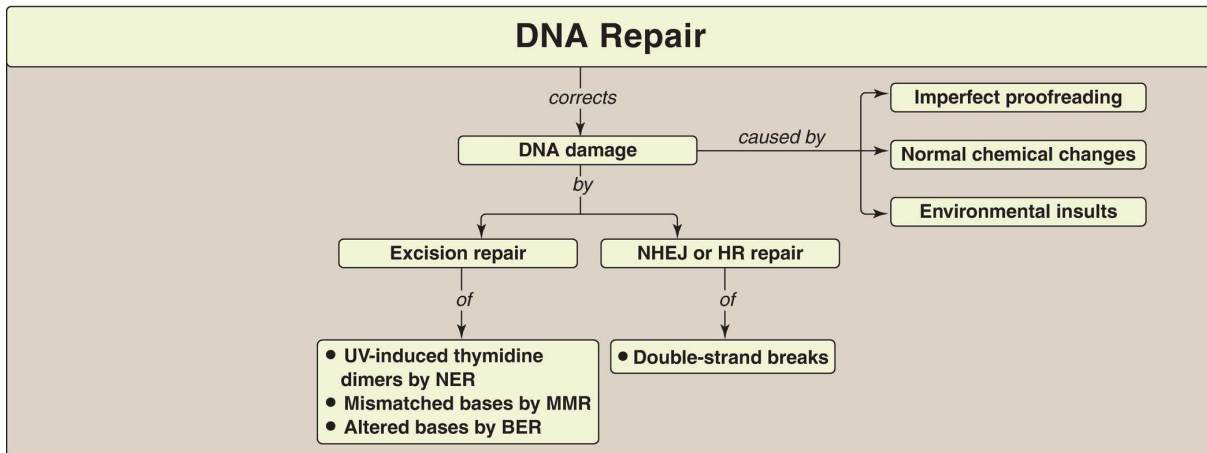 DNA Repair
corrects
DNA damage
caused by
Imperfect proofreading
Normal chemical changes
Environmental insults
by
Excision repair
NHEJ or HR repair
of
of
• UV-induced thymidine
dimers by NER
• Mismatched bases by MMR
• Altered bases by BER
• Double-strand breaks